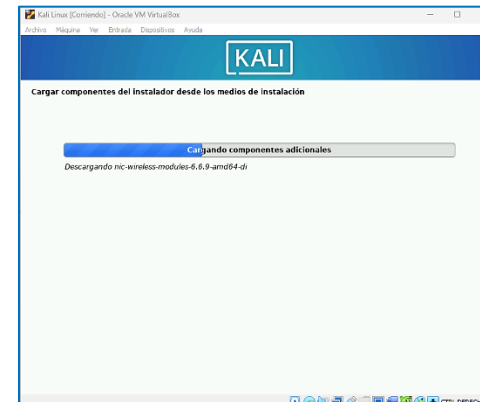 Kali Linux [Corriendo] - Oracle VM VirtualBox
Archivo Máquina Ver Entrada Dispositivos Ayuda
KALI
Cargar componentes del instalador desde los medios de instalación
Cargando componentes adicionales
Descargando nic-wireless-modules-6.6.9-amd64-di